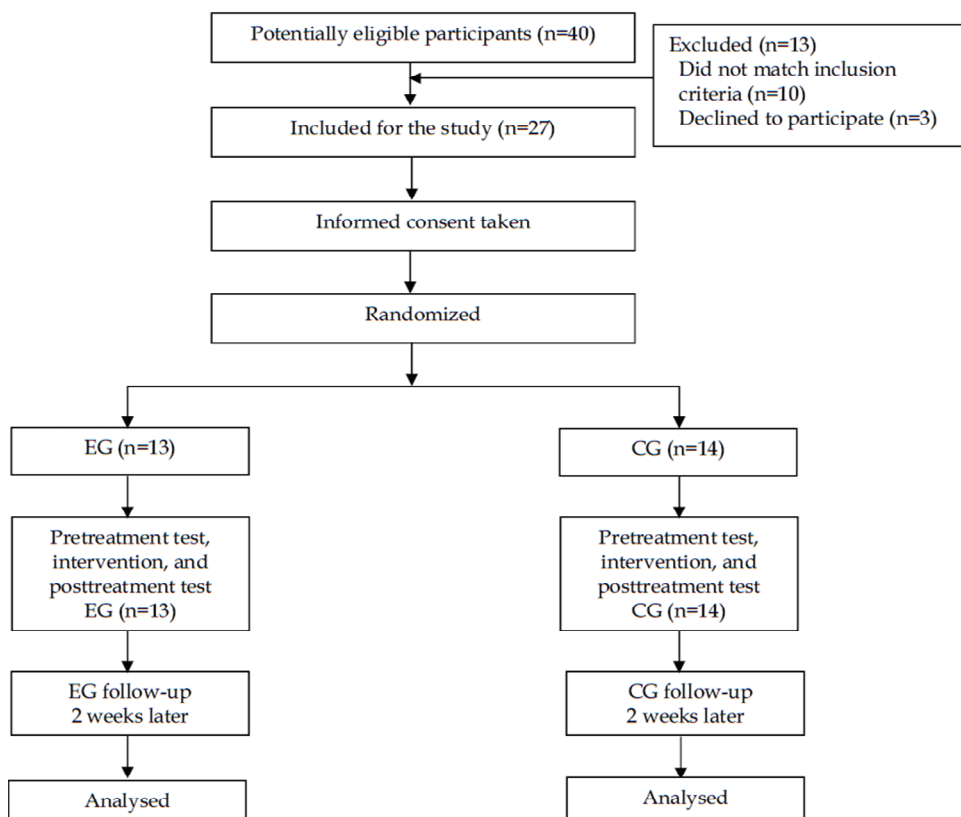 Potentially eligible participants (n=40)
Excluded (n=13)
Did not match inclusion
criteria (n=10)
Declined to participate (n=3)
Included for the study (n=27)
Informed consent taken
Randomized
EG (n=13)
CG (n=14)
Pretreatment test,
intervention, and
posttreatment test
EG (n=13)
Pretreatment test,
intervention, and
posttreatment test
CG (n=14)
EG follow-up
2 weeks later
CG follow-up
2 weeks later
Analysed
Analysed